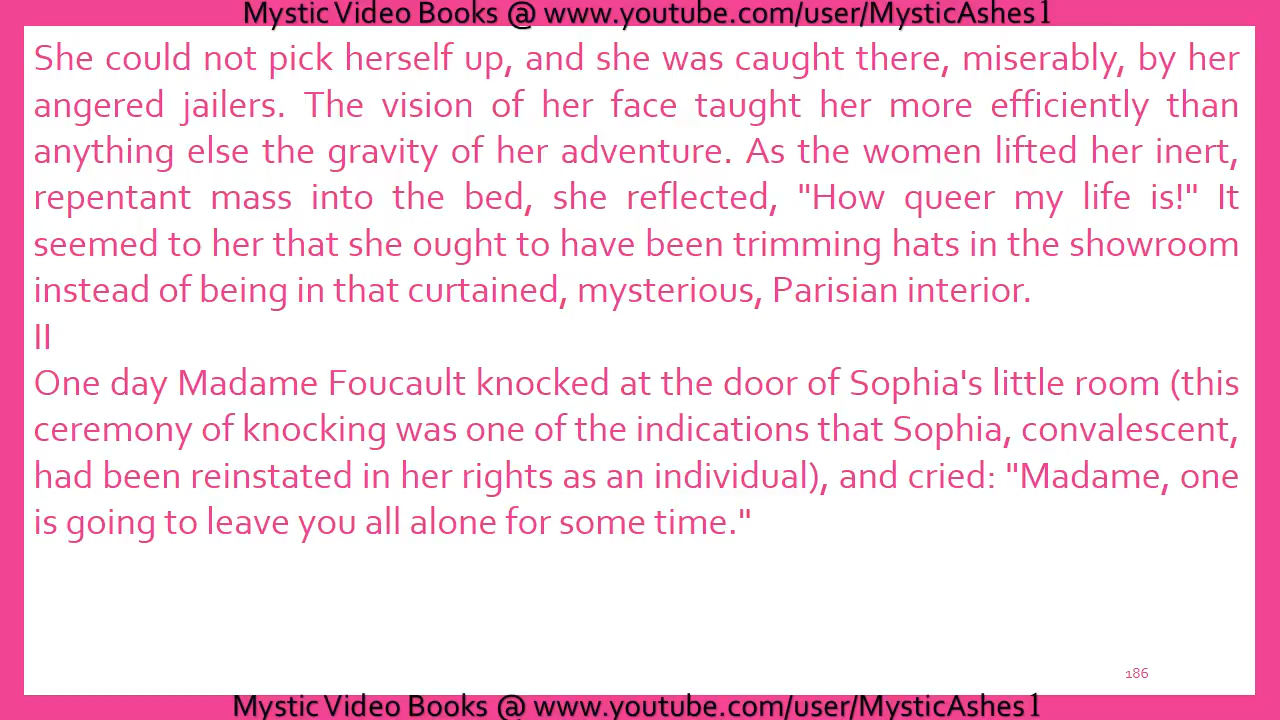 Mystic Video Books @ www.youtube.com/user/MysticAshes1
She could not pick herself up, and she was caught there, miserably, by her
angered jailers. The vision of her face taught her more efficiently than
anything else the gravity of her adventure. As the women lifted her inert,
repentant mass into the bed, she reflected, "How queer my life is!" It
seemed to her that she ought to have been trimming hats in the showroom
instead of being in that curtained, mysterious, Parisian interior.
II
One day Madame Foucault knocked at the door of Sophia's little room (this
ceremony of knocking was one of the indications that Sophia, convalescent,
had been reinstated in her rights as an individual), and cried: "Madame, one
is going to leave you all alone for some time."
186
Mystic Video Books @ www.youtube.com/user/MysticAshes1